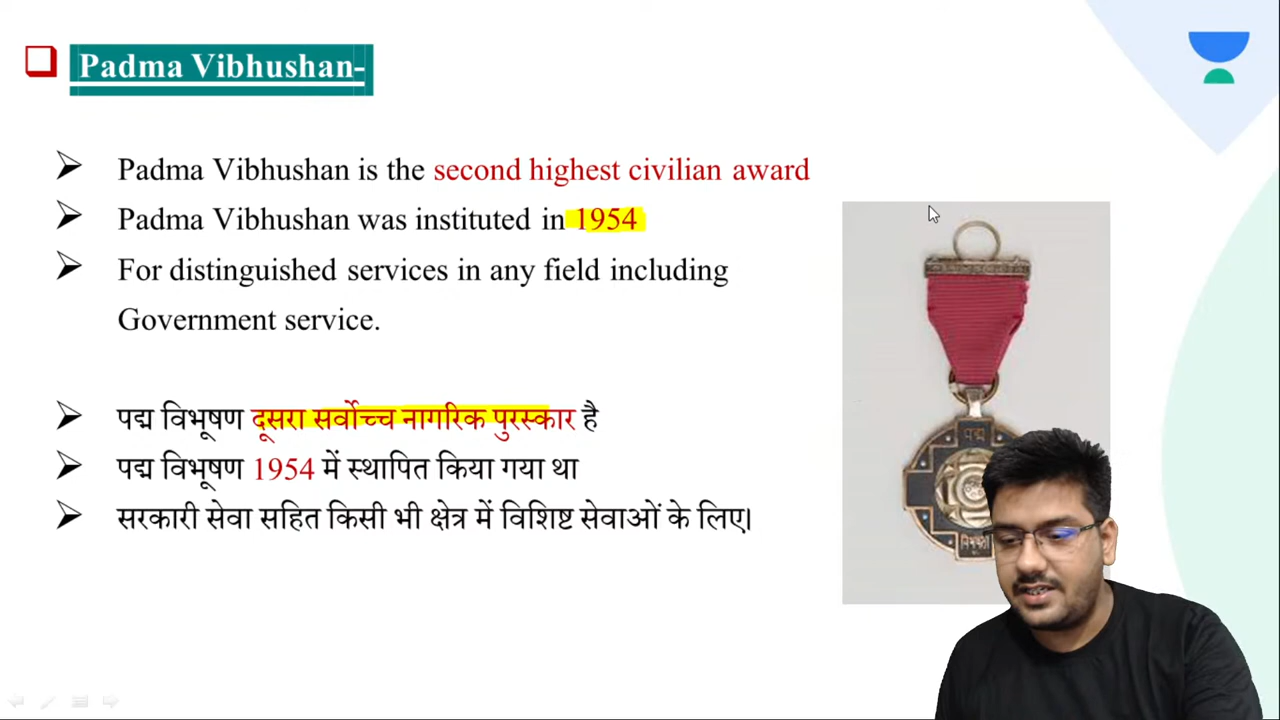 Padma Vibhushan-
Padma Vibhushan is the second highest civilian award
Padma Vibhushan was instituted in 1954
For distinguished services in any field including
Government service.
पद्म विभूषण दूसरा सर्वोच्च नागरिक पुरस्कार है
पद्म विभूषण 1954 में स्थापित किया गया था
सरकारी सेवा सहित किसी भी क्षेत्र में विशिष्ट सेवाओं के लिए।
पद्म